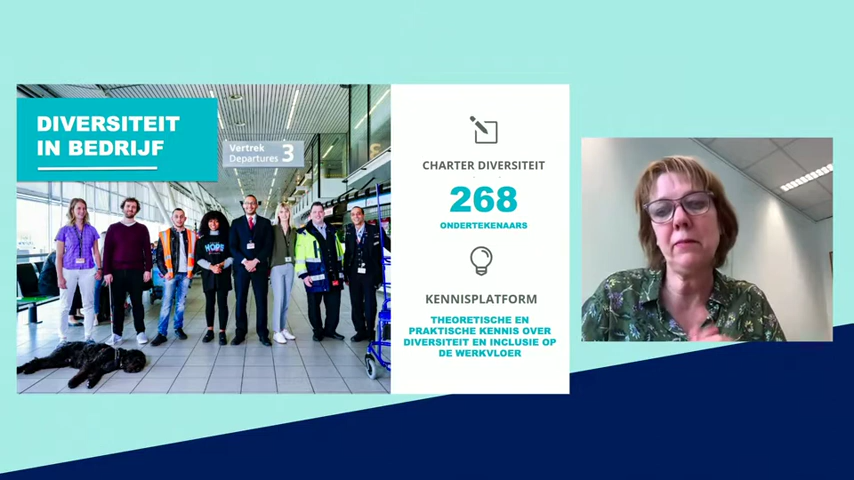 DIVERSITEIT
IN BEDRIJF
Vertrek
Departures 3
CHARTER DIVERSITEIT
268
ONDERTEKENAARS
KENNISPLATFORM
THEORETISCHE EN
PRAKTISCHE KENNIS OVER
DIVERSITEIT EN INCLUSIE OP
DE WERKVLOER